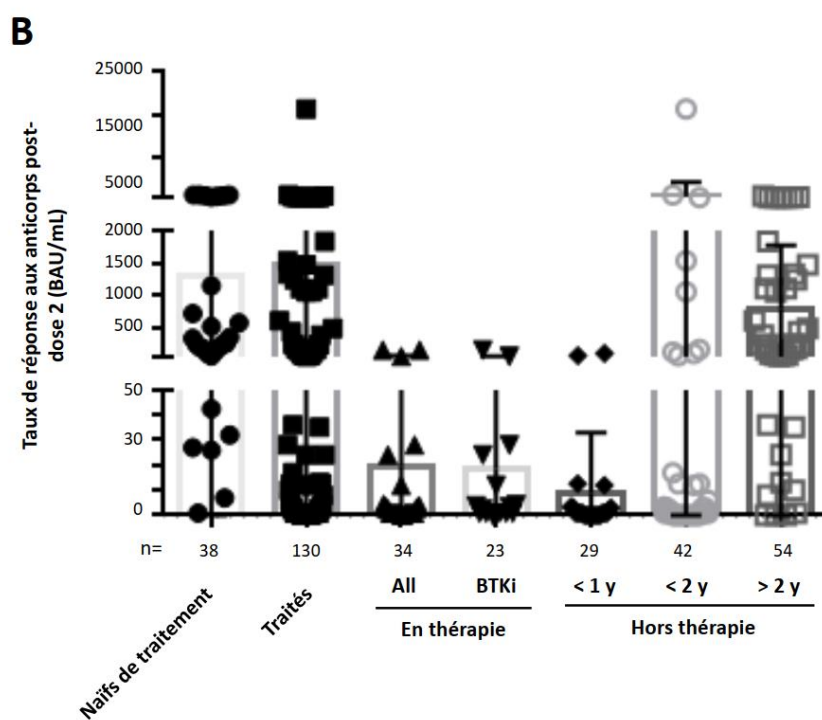 B
Taux de réponse aux anticorps post-
dose 2 (BAU/mL)
25000
15000
5000
2000
1500
1000
500
50
30
0
n= 38 130 34 23 29 42 54
Naïfs de traitement
Traités
All BTKi < 1 y < 2 y > 2 y
En thérapie Hors thérapie